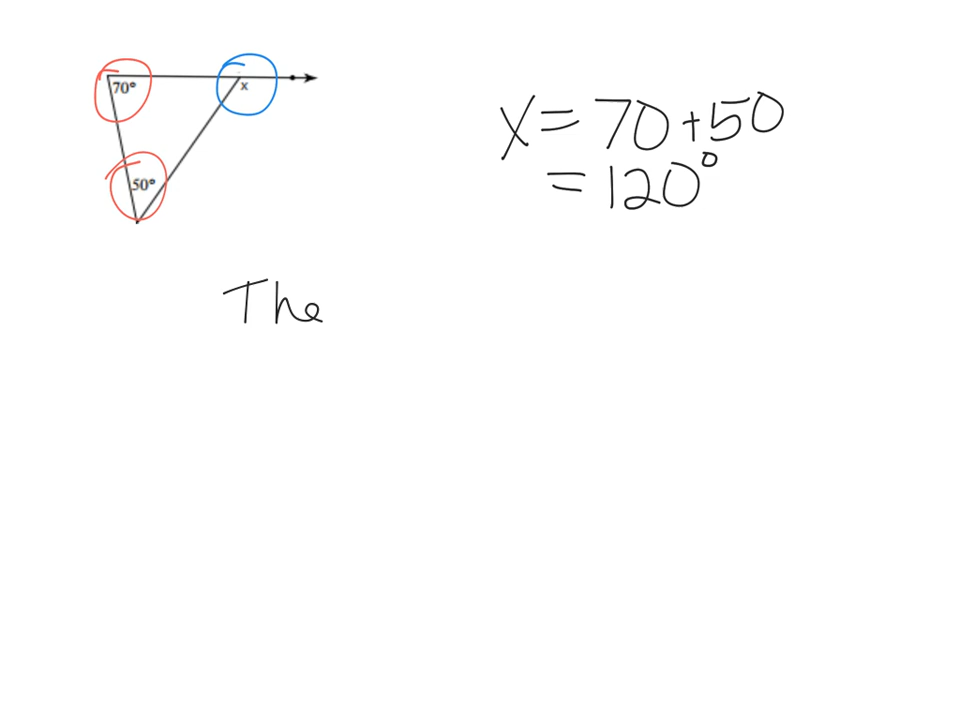 70°
x
50°
x = 70 + 50
= 120°
The